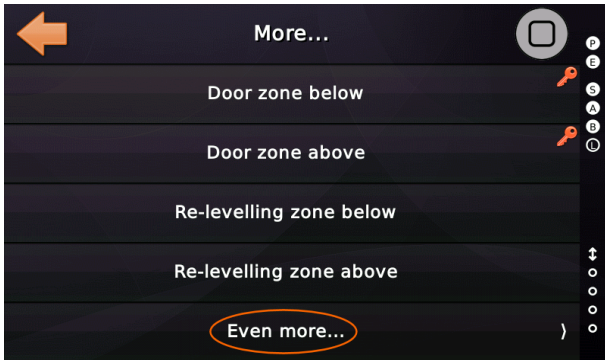 More...
Door zone below
Door zone above
Re-levelling zone below
Re-levelling zone above
Even more...
P
E
S
A
B
L